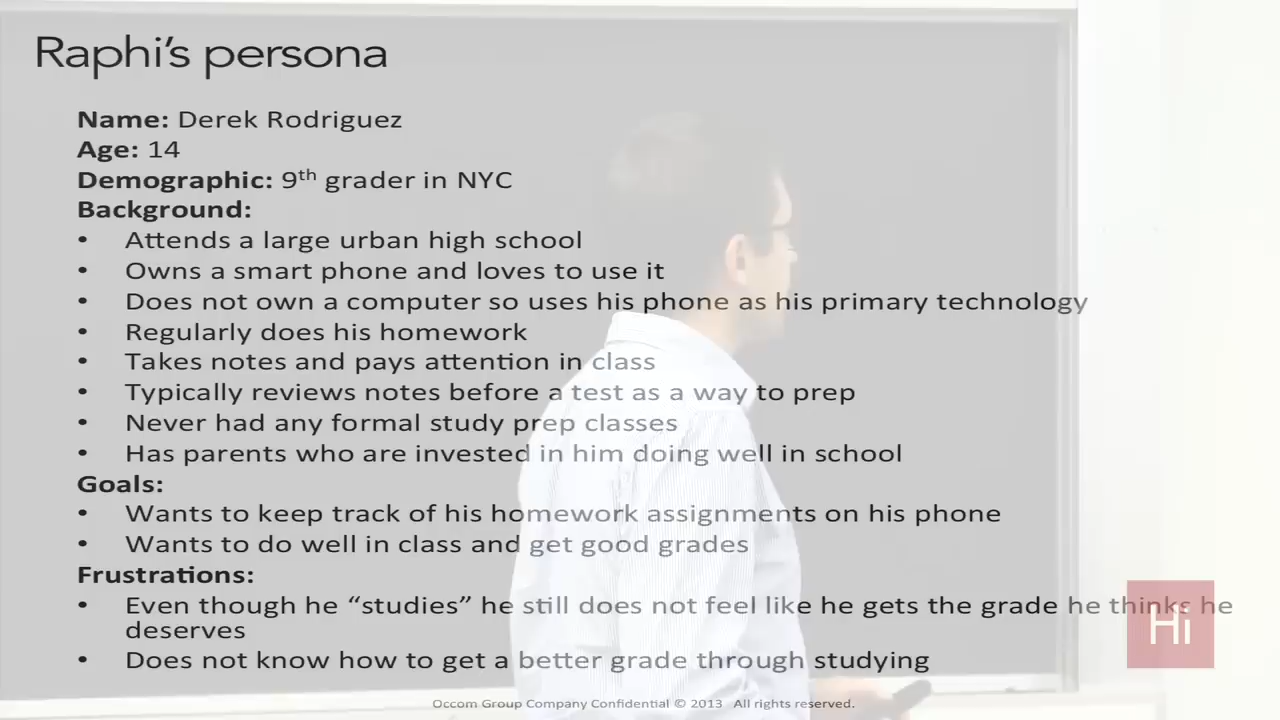 Raphi’s persona
Name: Derek Rodriguez
Age: 14
Demographic: 9th grader in NYC
Background:
• Attends a large urban high school
• Owns a smart phone and loves to use it
• Does not own a computer so uses his phone as his primary technology
• Regularly does his homework
• Takes notes and pays attention in class
• Typically reviews notes before a test as a way to prep
• Never had any formal study prep classes
• Has parents who are invested in him doing well in school
Goals:
• Wants to keep track of his homework assignments on his phone
• Wants to do well in class and get good grades
Frustrations:
• Even though he “studies” he still does not feel like he gets the grade he thinks he
deserves
• Does not know how to get a better grade through studying
Hi
Occom Group Company Confidential © 2013 All rights reserved.